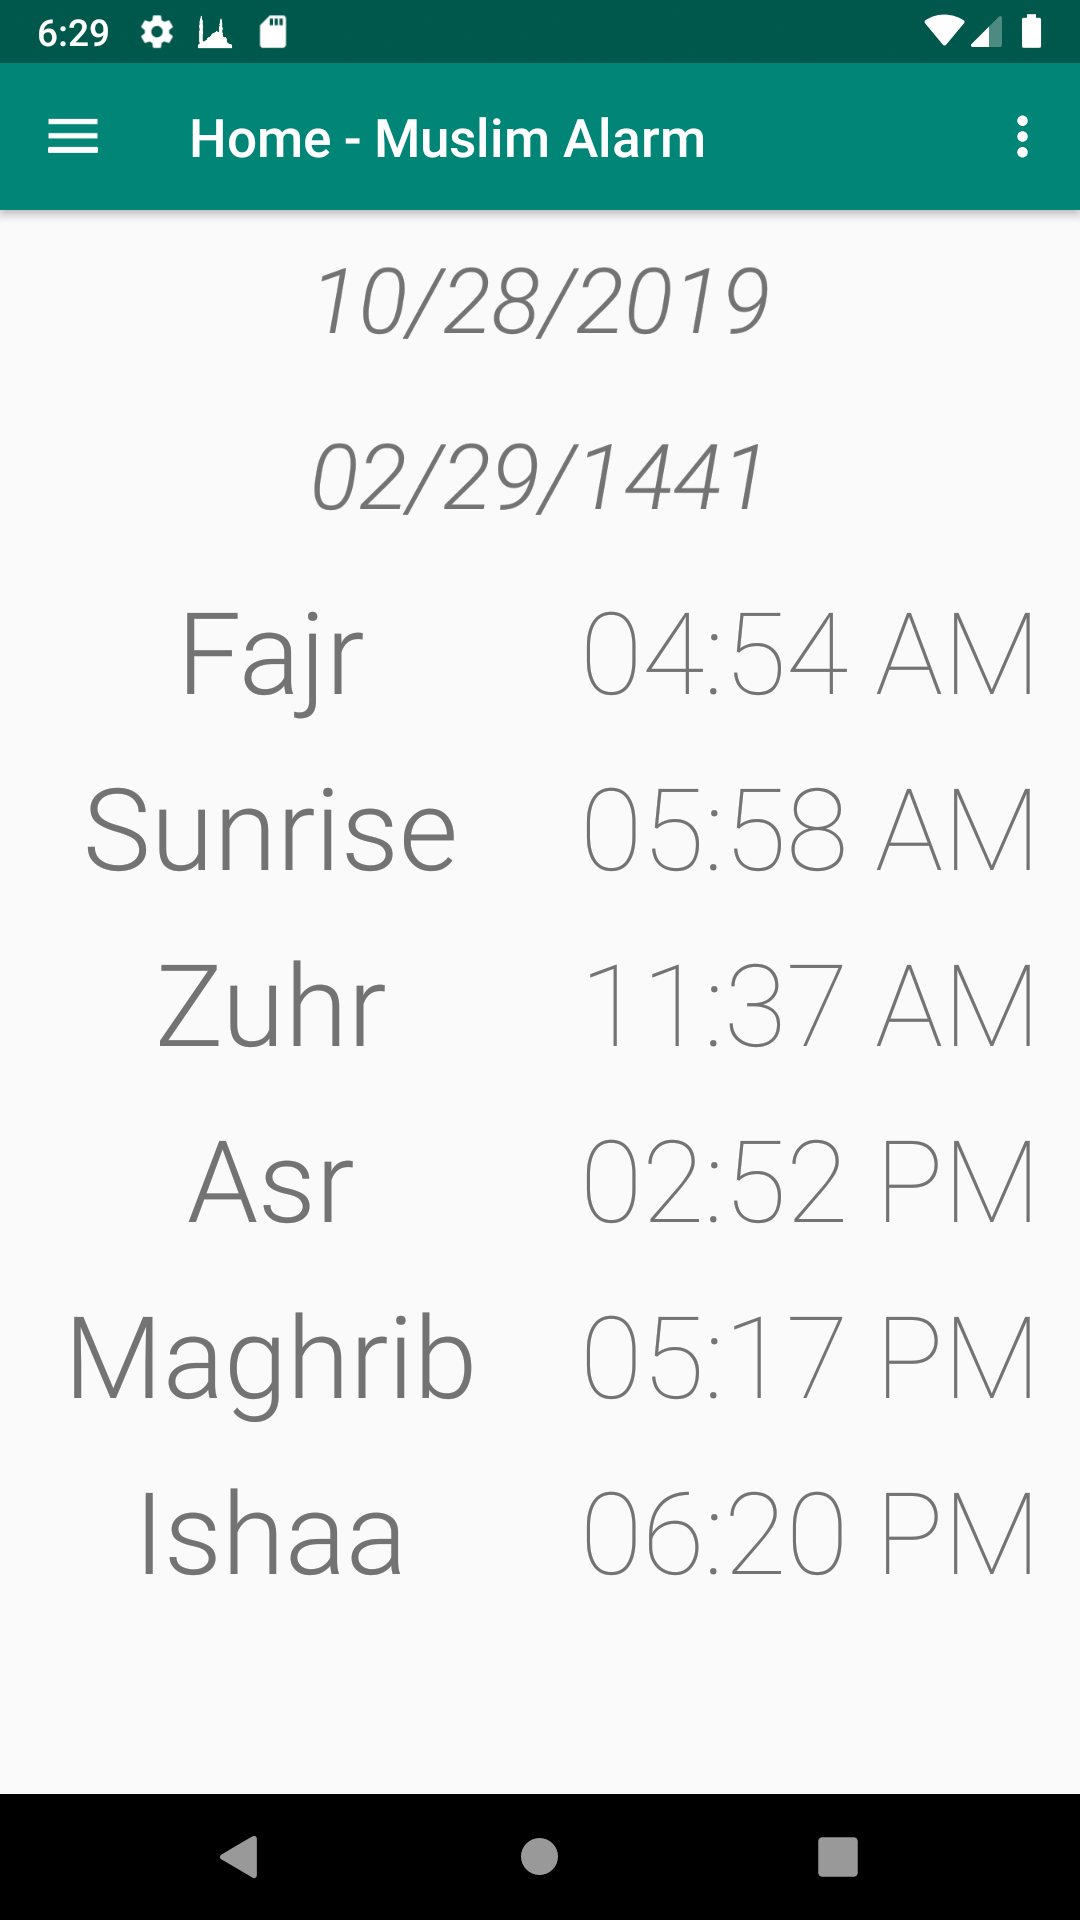 6:29
Home - Muslim Alarm
10/28/2019
02/29/1441
Fajr 04:54 AM
Sunrise 05:58 AM
Zuhr 11:37 AM
Asr 02:52 PM
Maghrib 05:17 PM
Ishaa 06:20 PM